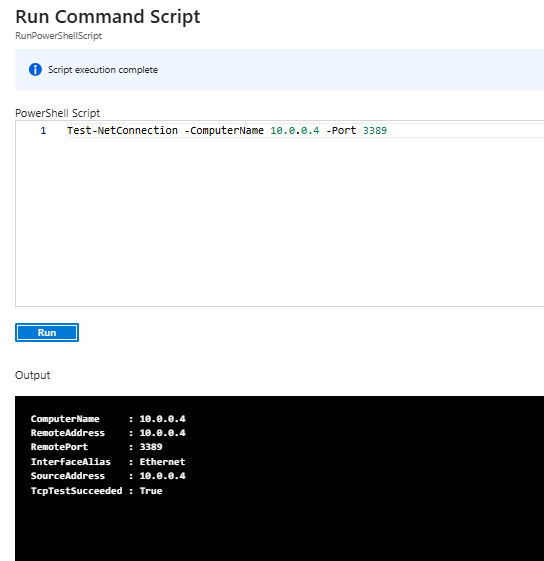 Run Command Script
RunPowerShellScript
Script execution complete
PowerShell Script
1 Test-NetConnection -ComputerName 10.0.0.4 -Port 3389
Run
Output
ComputerName : 10.0.0.4
RemoteAddress : 10.0.0.4
RemotePort : 3389
InterfaceAlias : Ethernet
SourceAddress : 10.0.0.4
TcpTestSucceeded : True